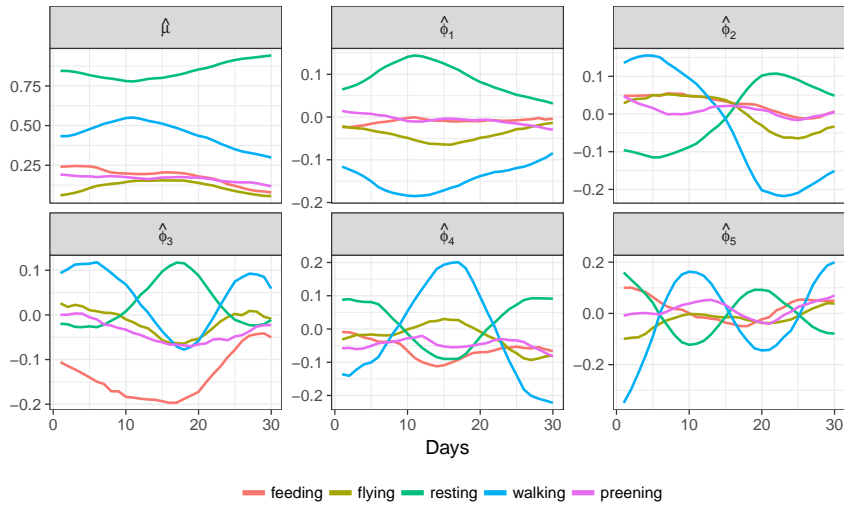 μ̂ ϕ̂₁ ϕ̂₂
0.75 0.1 0.1
0.50 0.0 0.0
0.25 −0.1 −0.1
−0.2 −0.2
ϕ̂₃ ϕ̂₄ ϕ̂₅
0.1 0.2 0.2
0.0 0.1 0.0
−0.1 0.0 −0.2
−0.2 −0.1
−0.2
0 10 20 30 0 10 20 30 0 10 20 30
Days
feeding flying resting walking preening